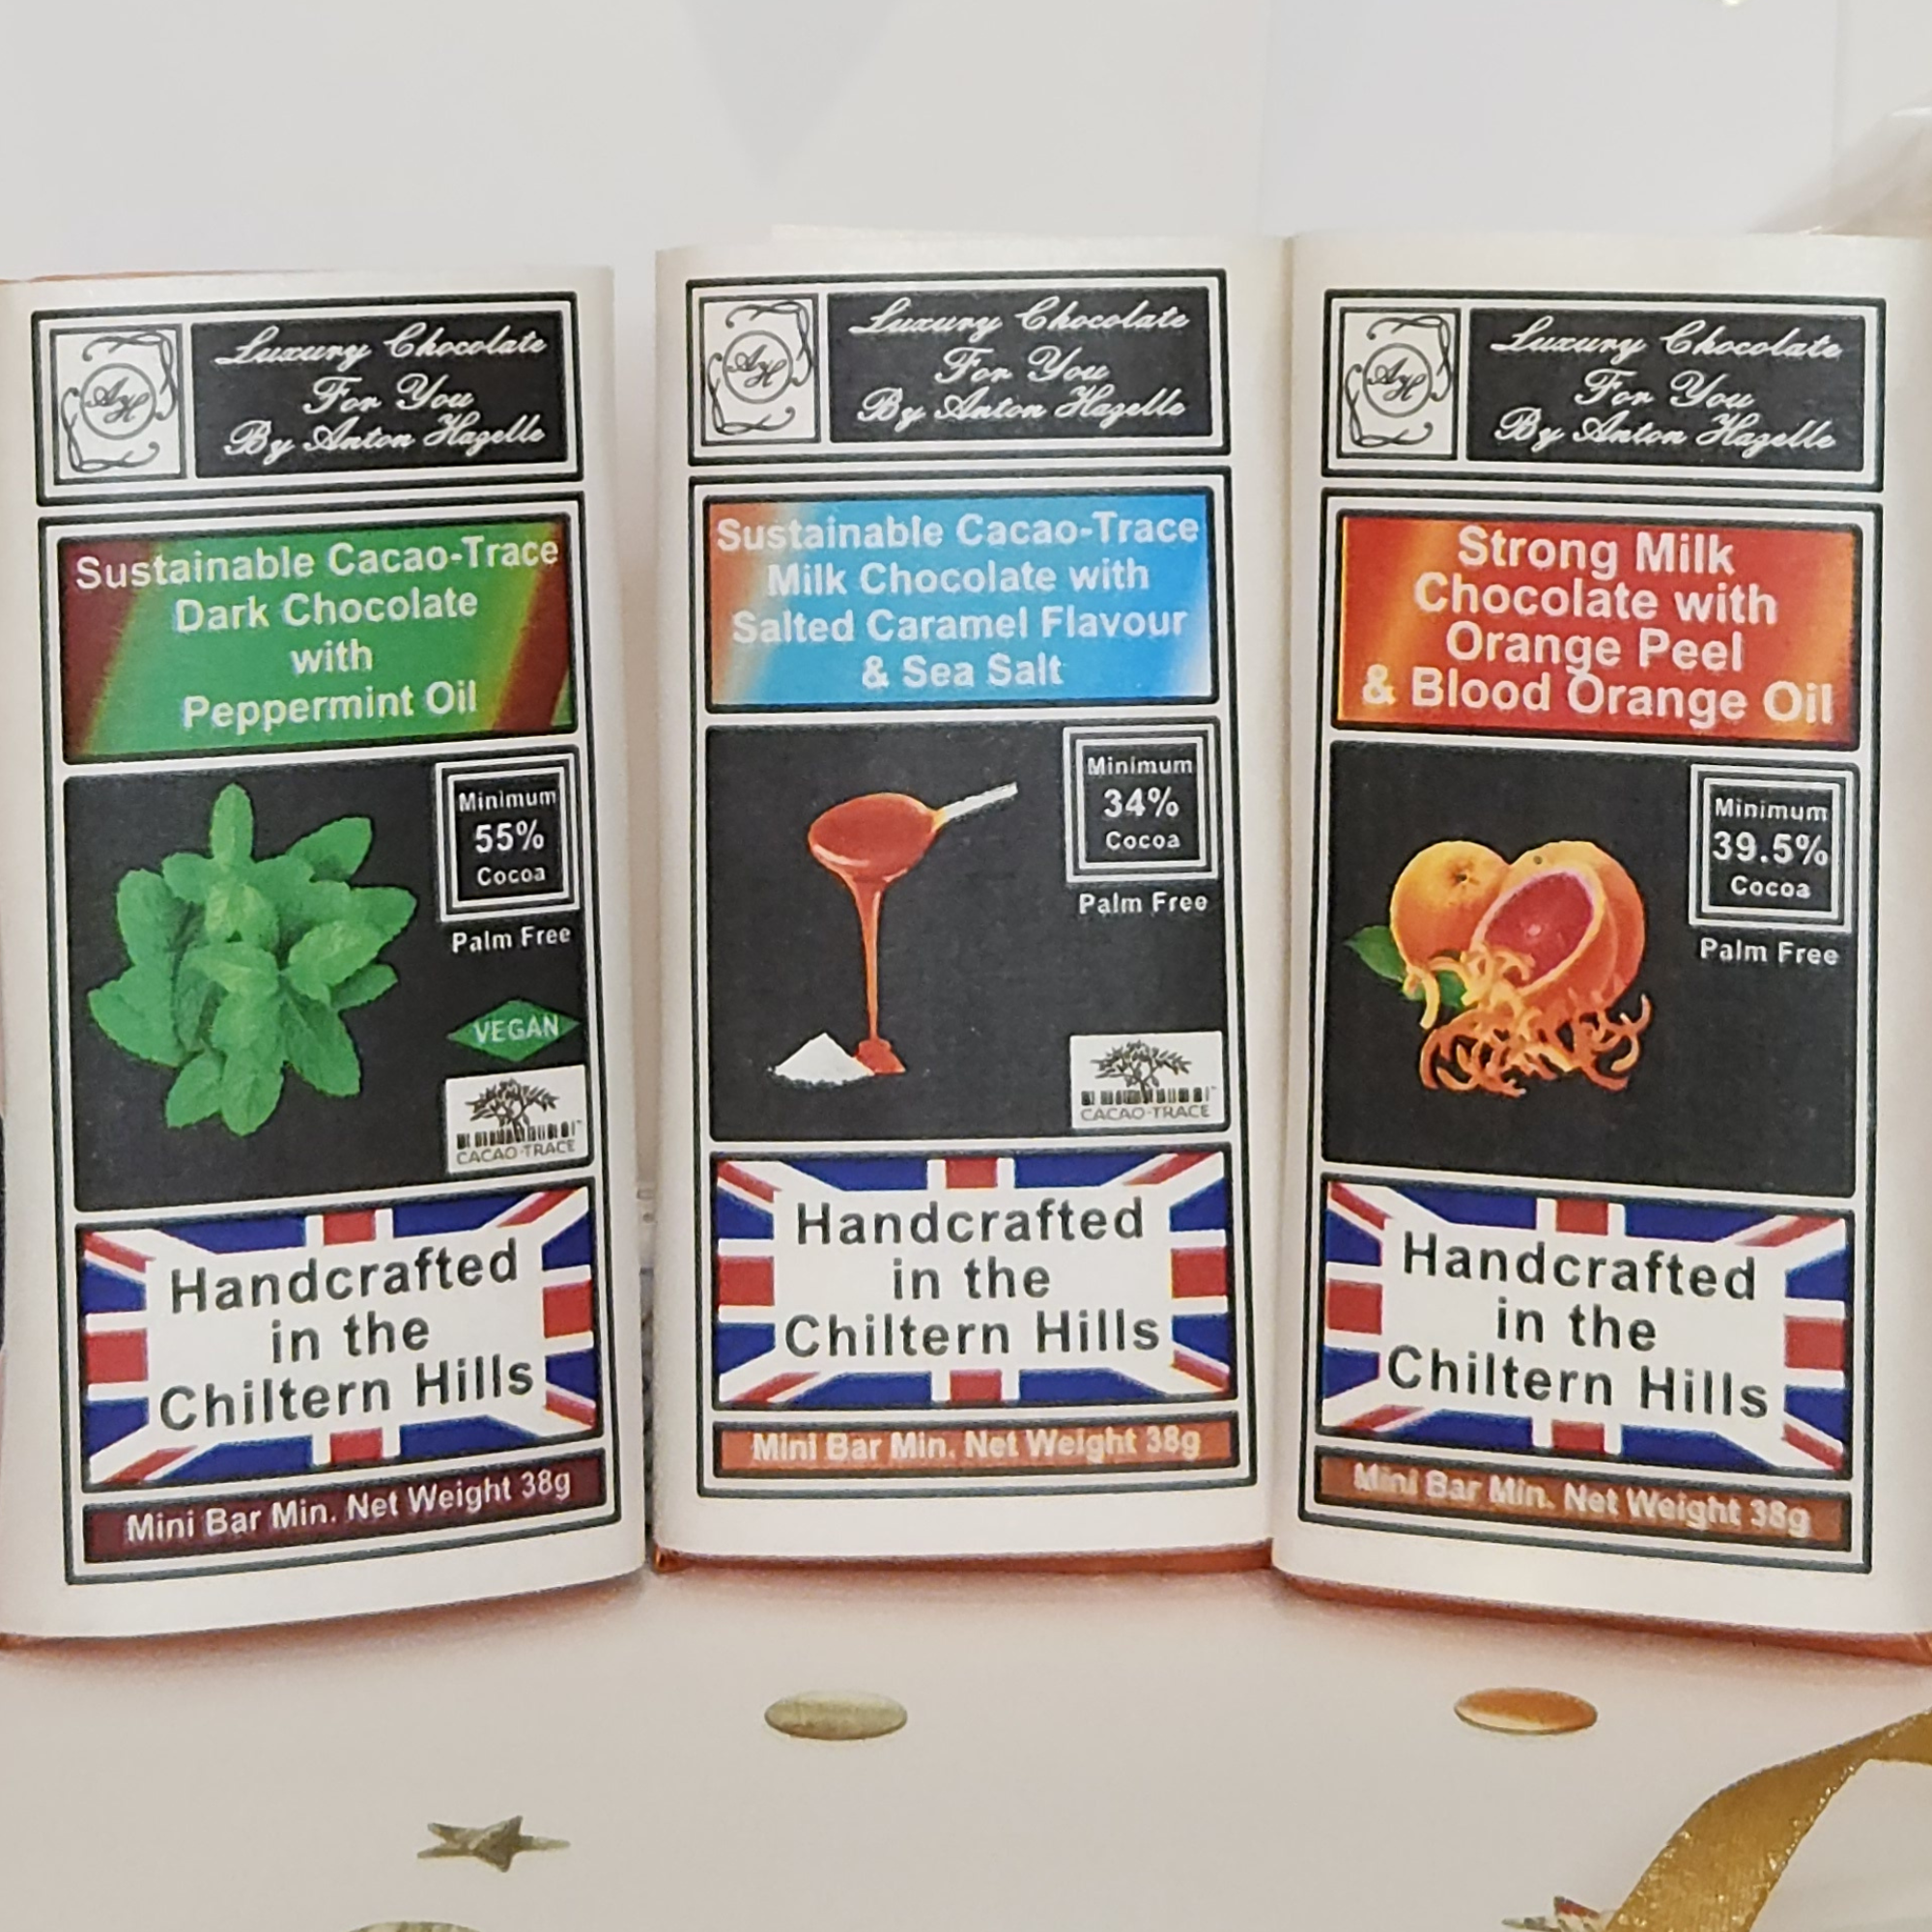 AH
Luxury Chocolate
For You
By Anton Hazelle
Sustainable Cacao-Trace
Dark Chocolate
with
Peppermint Oil
Minimum
55%
Cocoa
Palm Free
VEGAN
CACAO-TRACE
Handcrafted
in the
Chiltern Hills
Mini Bar Min. Net Weight 38g
AH
Luxury Chocolate
For You
By Anton Hazelle
Sustainable Cacao-Trace
Milk Chocolate with
Salted Caramel Flavour
& Sea Salt
Minimum
34%
Cocoa
Palm Free
CACAO-TRACE
Handcrafted
in the
Chiltern Hills
Mini Bar Min. Net Weight 38g
AH
Luxury Chocolate
For You
By Anton Hazelle
Strong Milk
Chocolate with
Orange Peel
& Blood Orange Oil
Minimum
39.5%
Cocoa
Palm Free
Handcrafted
in the
Chiltern Hills
Mini Bar Min. Net Weight 38g